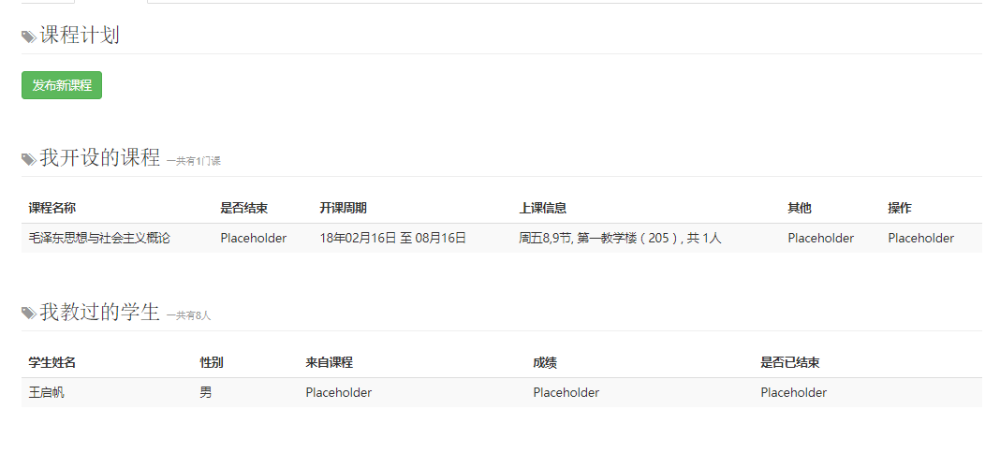 课程计划
发布新课程
我开设的课程 一共有1门课
课程名称 是否结束 开课周期 上课信息 其他 操作
毛泽东思想与社会主义概论 Placeholder 18年02月16日 至 08月16日 周五8,9节, 第一教学楼（205）, 共 1人 Placeholder Placeholder
我教过的学生 一共有8人
学生姓名 性别 来自课程 成绩 是否已结束
王启帆 男 Placeholder Placeholder Placeholder